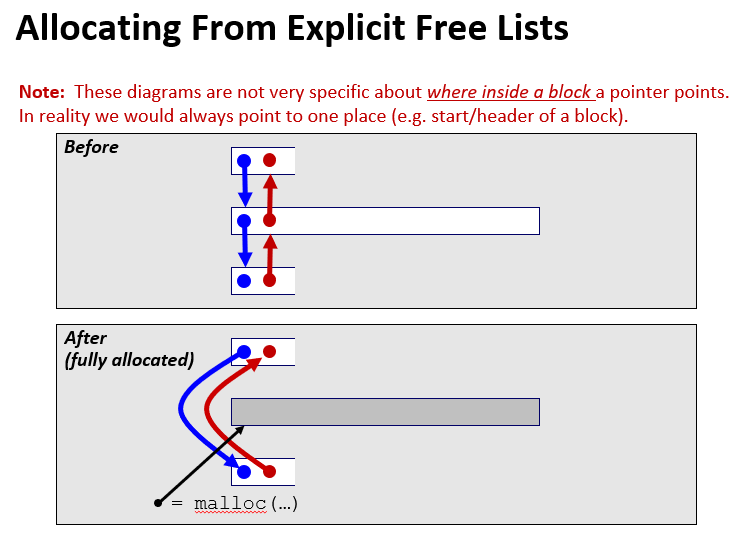 Allocating From Explicit Free Lists
Note: These diagrams are not very specific about where inside a block a pointer points.
In reality we would always point to one place (e.g. start/header of a block).
Before
After
(fully allocated)
= malloc(…)